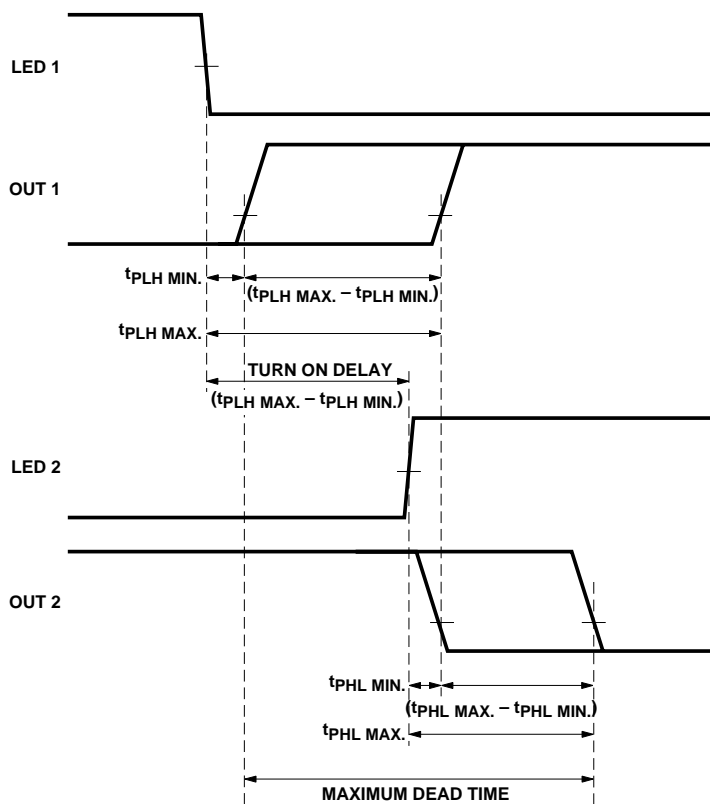 LED 1
OUT 1
tPLH MIN.
(tPLH MAX. – tPLH MIN.)
tPLH MAX.
TURN ON DELAY
(tPLH MAX. – tPLH MIN.)
LED 2
OUT 2
tPHL MIN.
(tPHL MAX. – tPHL MIN.)
tPHL MAX.
MAXIMUM DEAD TIME